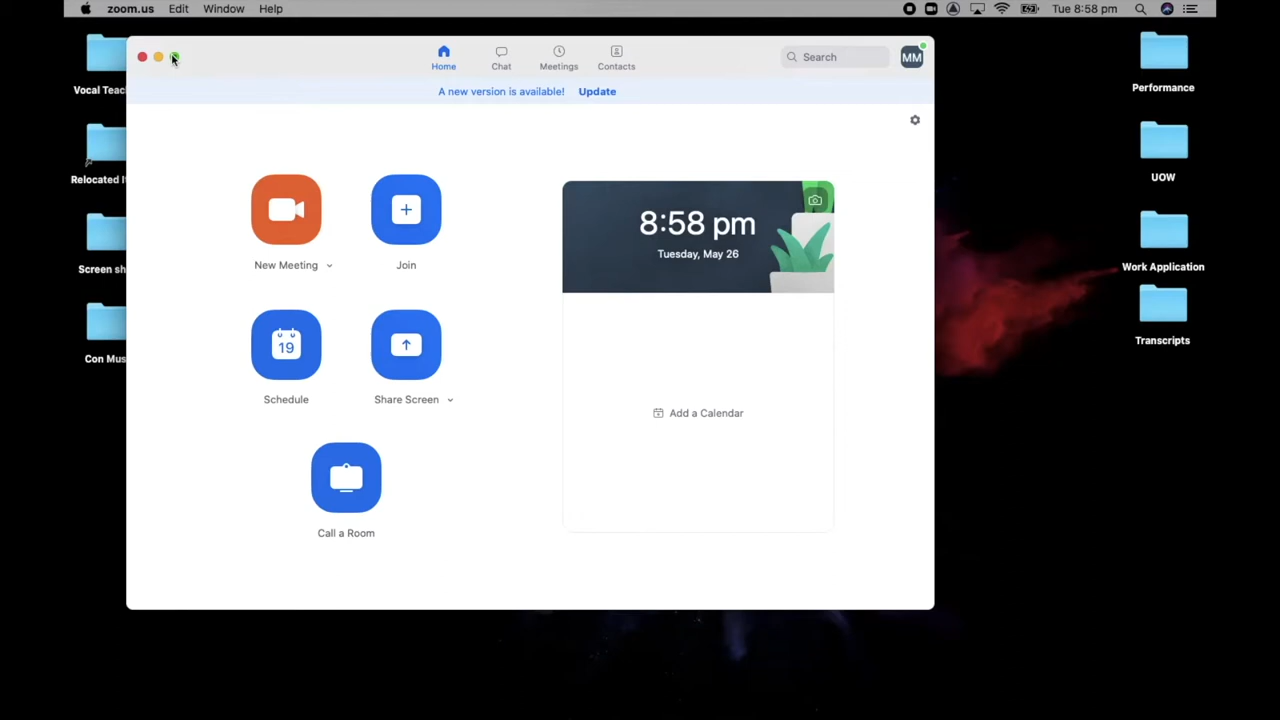 zoom.us Edit Window Help
Tue 8:58 pm
Home Chat Meetings Contacts
Search
MM
A new version is available! Update
New Meeting
Join
19
Schedule
Share Screen
Call a Room
8:58 pm
Tuesday, May 26
Add a Calendar
Vocal Teac
Relocated It
Screen sh
Con Mus
Performance
UOW
Work Application
Transcripts